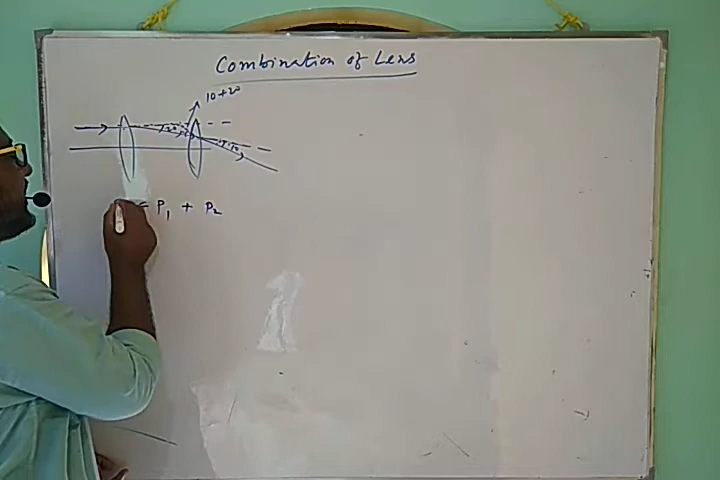 Combination of Lens
10+20
= P1 + P2